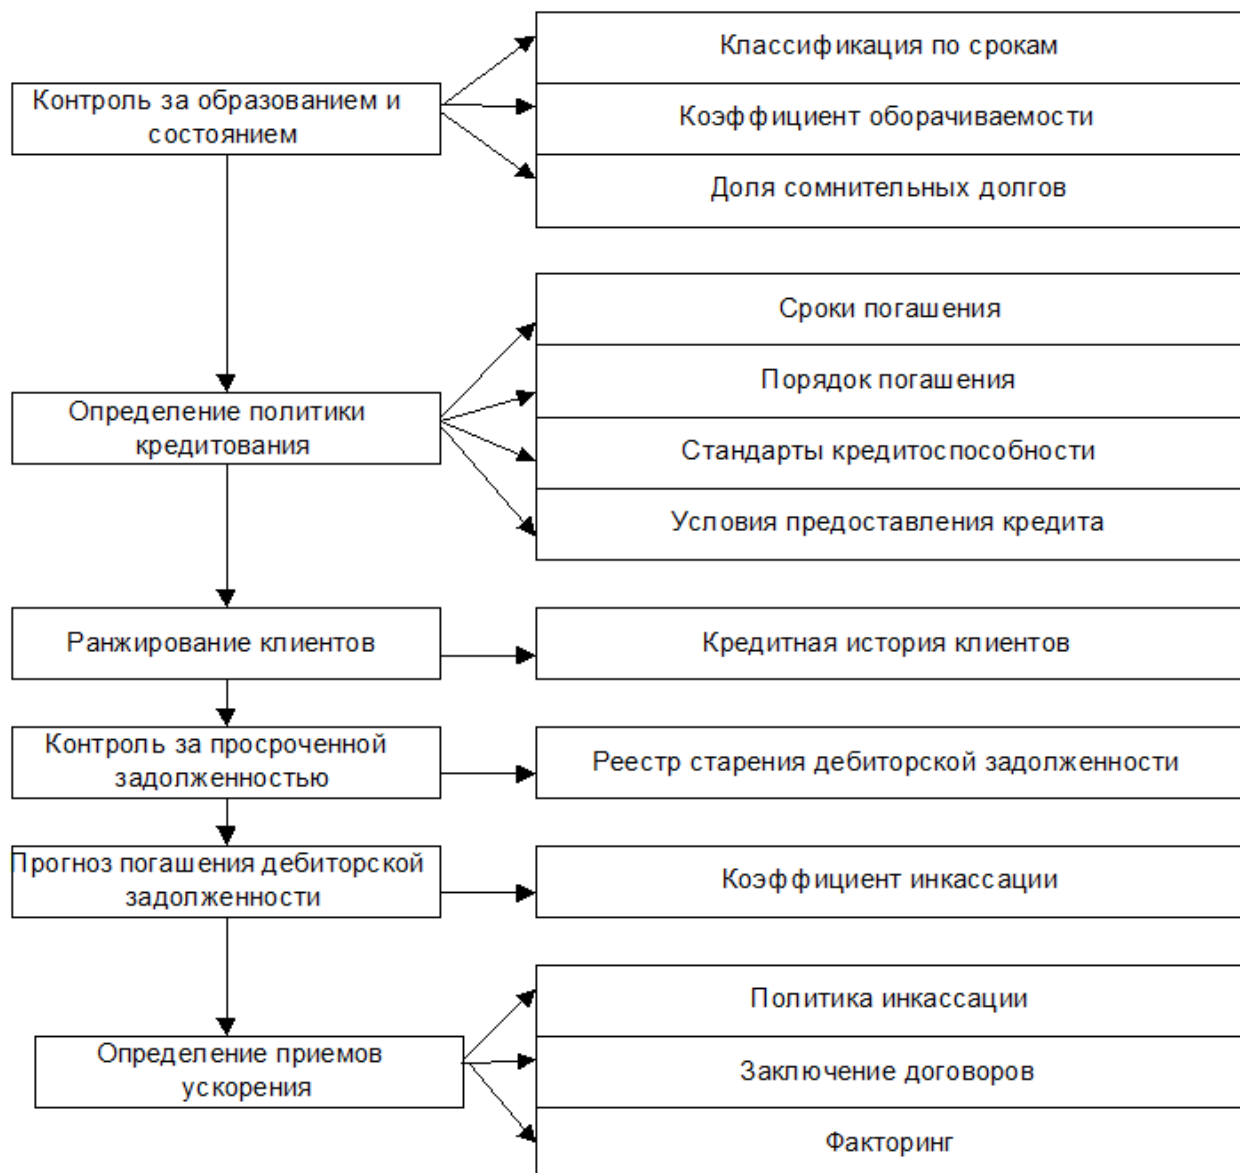 Классификация по срокам
Контроль за образованием и
состоянием
Коэффициент оборачиваемости
Доля сомнительных долгов
Сроки погашения
Порядок погашения
Определение политики
кредитования
Стандарты кредитоспособности
Условия предоставления кредита
Ранжирование клиентов
Кредитная история клиентов
Контроль за просроченной
задолженностью
Реестр старения дебиторской задолженности
Прогноз погашения дебиторской
задолженности
Коэффициент инкассации
Политика инкассации
Определение приемов
ускорения
Заключение договоров
Факторинг